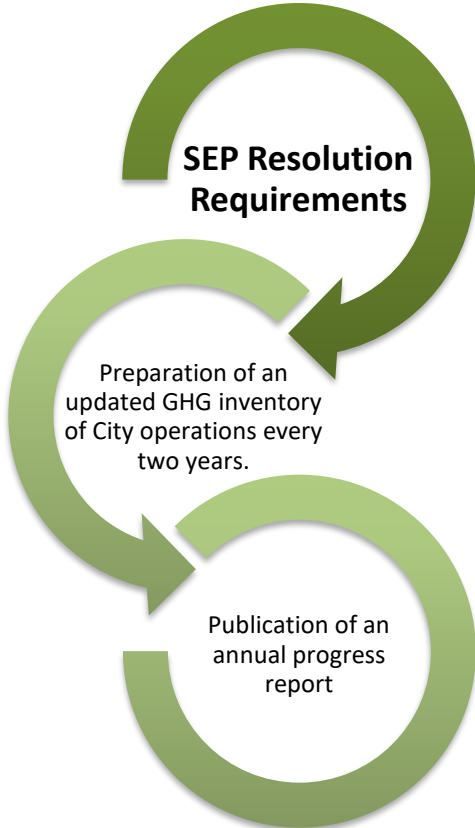 SEP Resolution
Requirements
Preparation of an
updated GHG inventory
of City operations every
two years.
Publication of an
annual progress
report